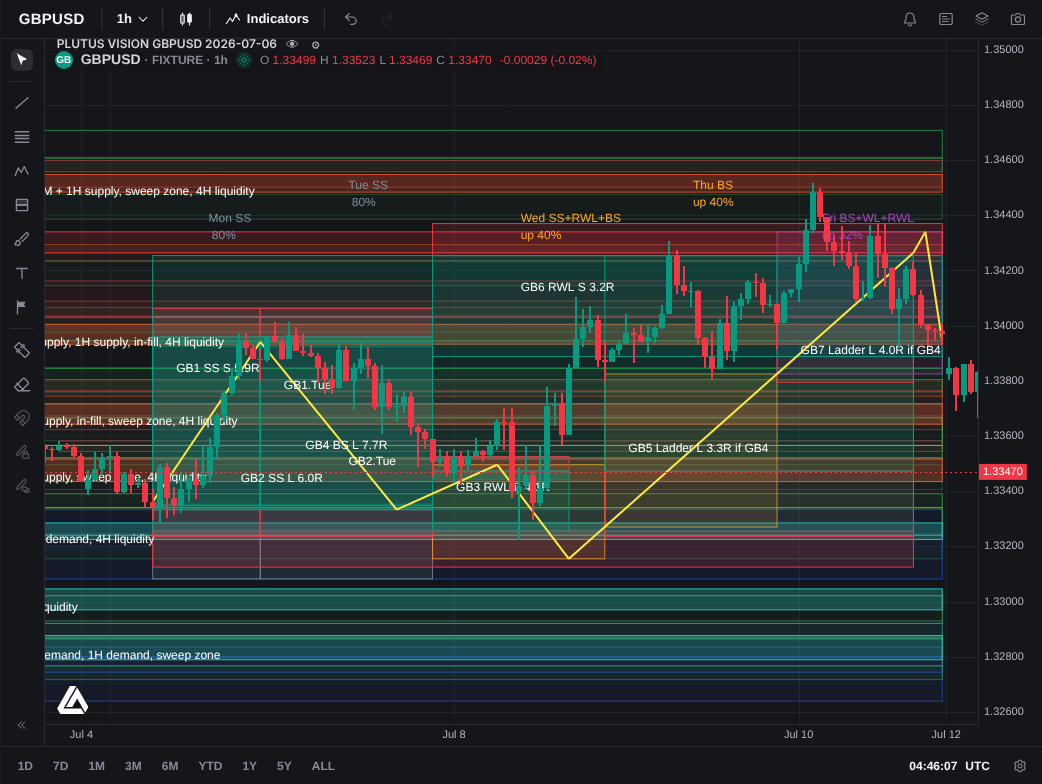 GBPUSD 1h Indicators
PLUTUS VISION GBPUSD 2026-07-06
GB GBPUSD · FIXTURE · 1h O 1.33499 H 1.33523 L 1.33469 C 1.33470 -0.00029 (-0.02%)
1.35000
1.34800
1.34600
M + 1H supply, sweep zone, 4H liquidity
Tue SS
80%
Thu BS
up 40%
Mon SS
80%
Wed SS+RWL+BS
up 40%
Fri BS+WL+RWL
32%
1.34400
1.34200
GB6 RWL S 3.2R
1.34000
upply, 1H supply, in-fill, 4H liquidity
GB7 Ladder L 4.0R if GB4
GB1 SS S
GB1.Tue
1.33800
upply, in-fill, sweep zone, 4H liquidity
1.33600
GB4 BS L 7.7R
GB5 Ladder L 3.3R if GB4
GB2.Tue
1.33470
GB2 SS L 6.0R
GB3 RWL
1.33400
demand, 4H liquidity
1.33200
1.33000
quidity
1.32800
emand, 1H demand, sweep zone
1.32600
Jul 4 Jul 8 Jul 10 Jul 12
1D 7D 1M 3M 6M YTD 1Y 5Y ALL 04:46:07 UTC